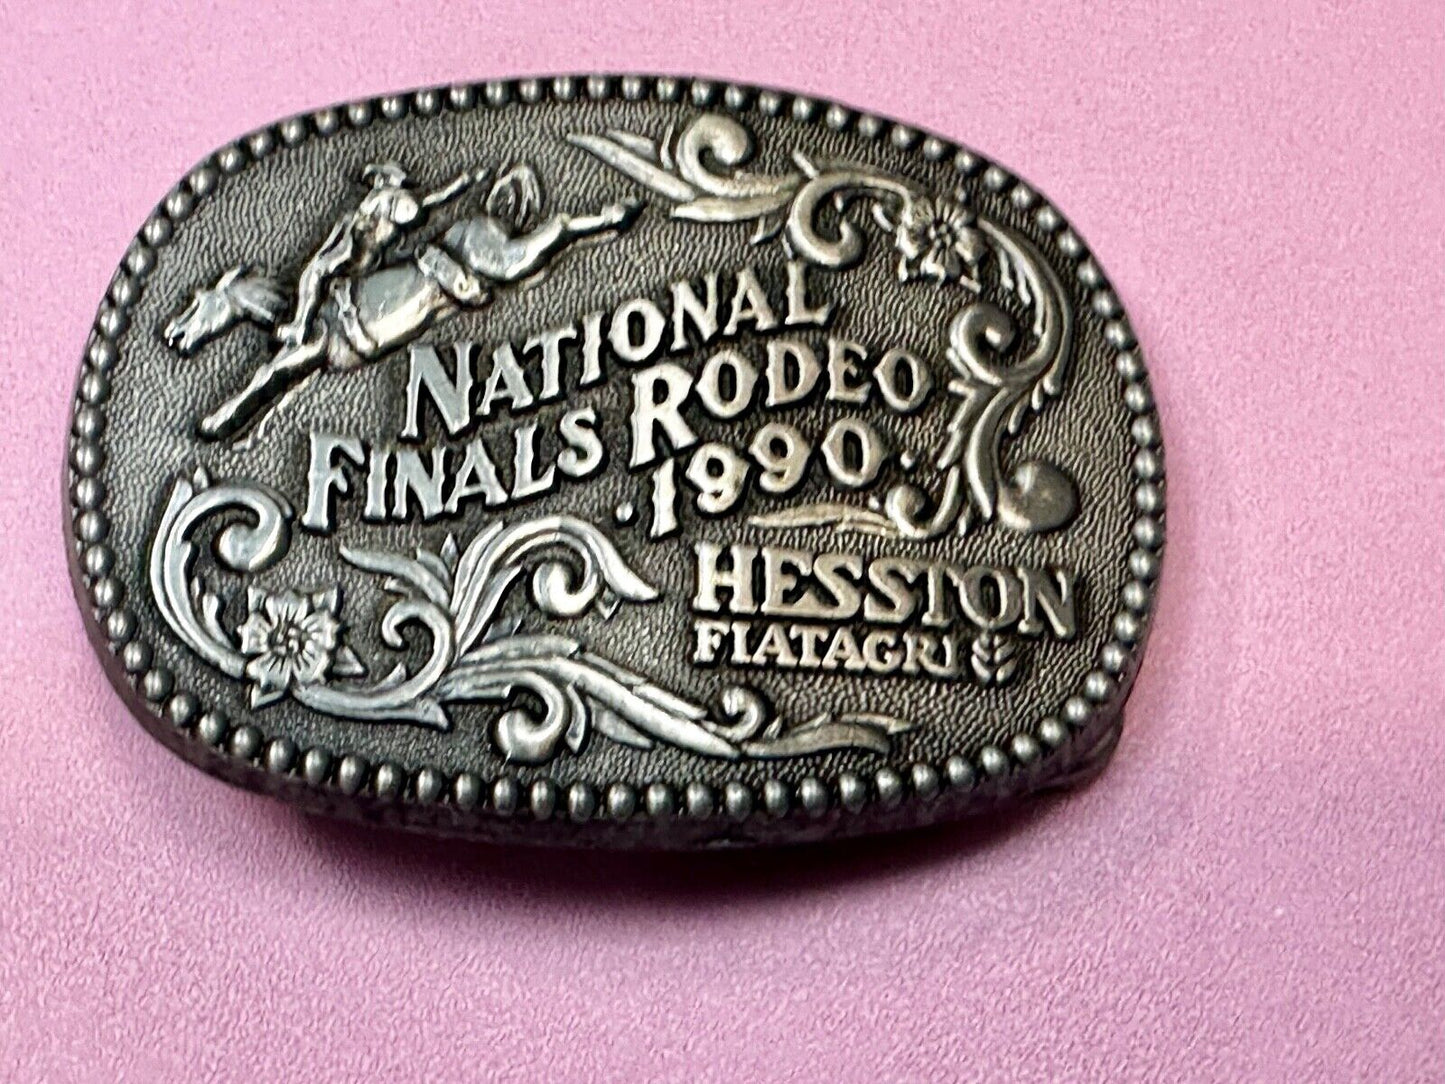 NATIONAL
FINALS RODEO
·1990·
HESSTON
FIATAGRI